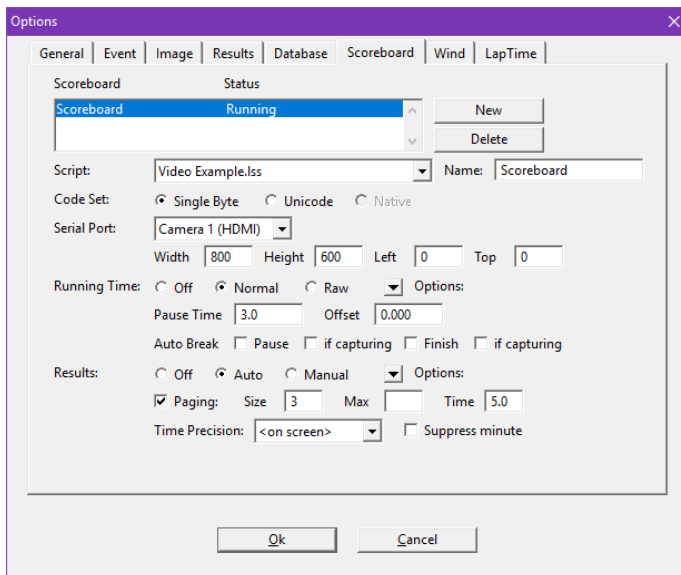 Options
General Event Image Results Database Scoreboard Wind LapTime
Scoreboard Status
Scoreboard Running New
Delete
Script: Video Example.lss Name: Scoreboard
Code Set: Single Byte Unicode Native
Serial Port: Camera 1 (HDMI)
Width 800 Height 600 Left 0 Top 0
Running Time: Off Normal Raw Options:
Pause Time 3.0 Offset 0.000
Auto Break Pause if capturing Finish if capturing
Results: Off Auto Manual Options:
Paging: Size 3 Max Time 5.0
Time Precision: <on screen> Suppress minute
Ok Cancel